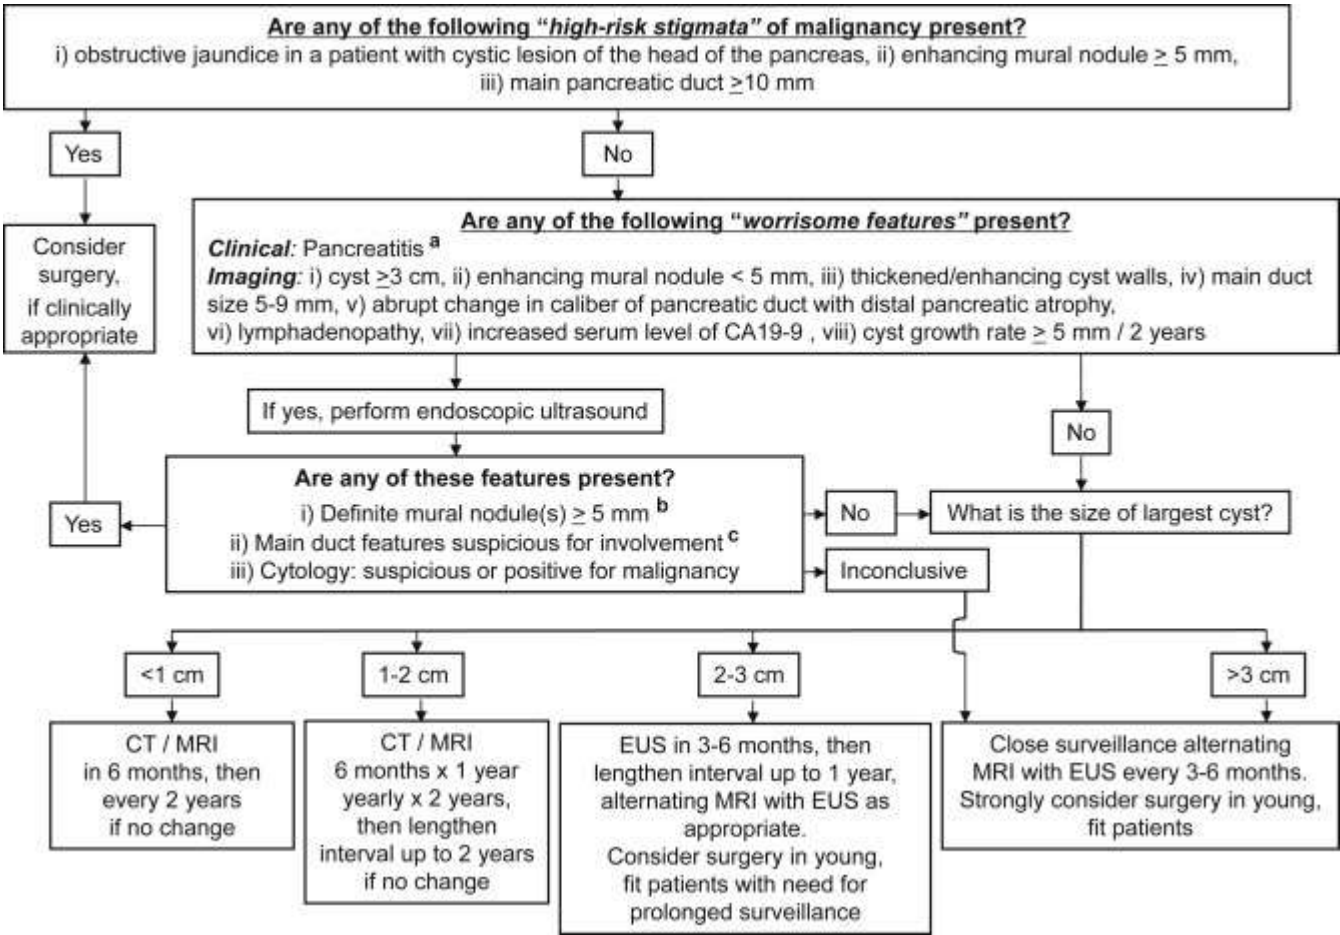 Are any of the following “high-risk stigmata” of malignancy present?
i) obstructive jaundice in a patient with cystic lesion of the head of the pancreas, ii) enhancing mural nodule ≥ 5 mm,
iii) main pancreatic duct ≥10 mm
Yes
No
Consider
surgery,
if clinically
appropriate
Are any of the following “worrisome features” present?
Clinical: Pancreatitis a
Imaging: i) cyst ≥3 cm, ii) enhancing mural nodule < 5 mm, iii) thickened/enhancing cyst walls, iv) main duct
size 5-9 mm, v) abrupt change in caliber of pancreatic duct with distal pancreatic atrophy,
vi) lymphadenopathy, vii) increased serum level of CA19-9 , viii) cyst growth rate ≥ 5 mm / 2 years
If yes, perform endoscopic ultrasound
No
Are any of these features present?
i) Definite mural nodule(s) ≥ 5 mm b
ii) Main duct features suspicious for involvement c
iii) Cytology: suspicious or positive for malignancy
Yes
No
What is the size of largest cyst?
Inconclusive
<1 cm
1-2 cm
2-3 cm
>3 cm
CT / MRI
in 6 months, then
every 2 years
if no change
CT / MRI
6 months x 1 year
yearly x 2 years,
then lengthen
interval up to 2 years
if no change
EUS in 3-6 months, then
lengthen interval up to 1 year,
alternating MRI with EUS as
appropriate.
Consider surgery in young,
fit patients with need for
prolonged surveillance
Close surveillance alternating
MRI with EUS every 3-6 months.
Strongly consider surgery in young,
fit patients